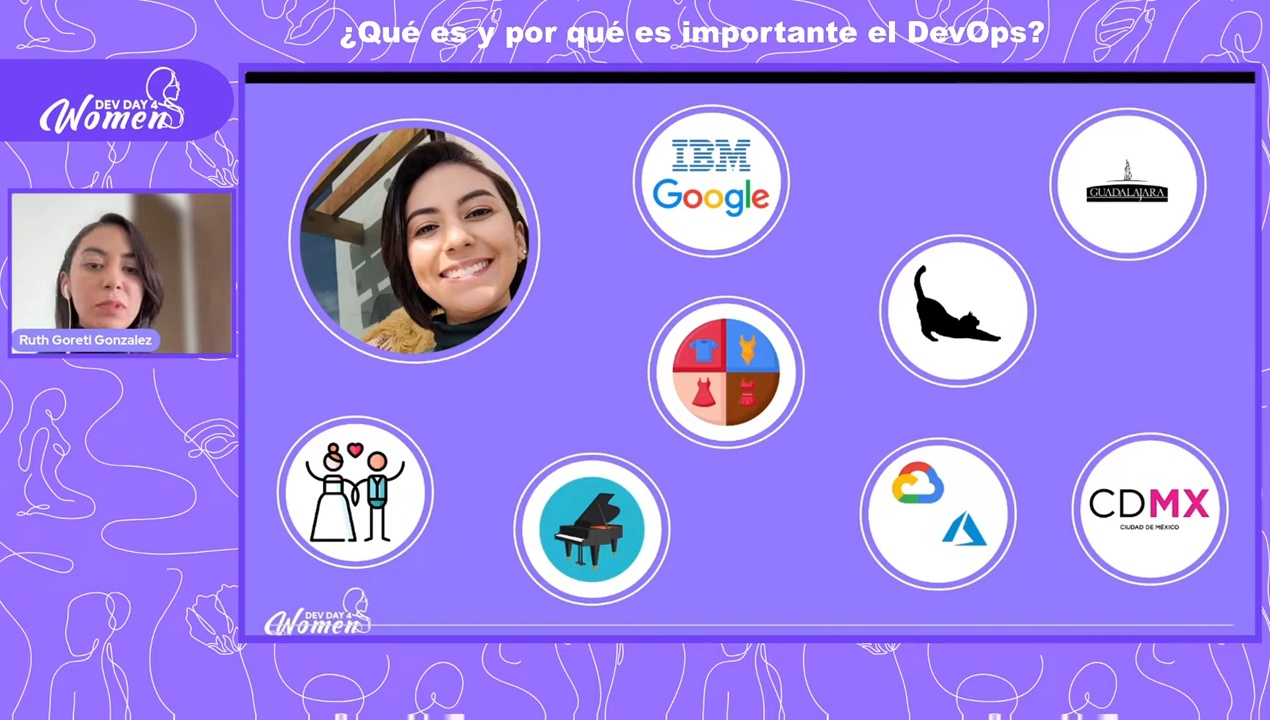 ¿Qué es y por qué es importante el DevOps?
DEV DAY 4
Women
Ruth Goreti Gonzalez
IBM
Google
GUADALAJARA
CDMX
CIUDAD DE MÉXICO
DEV DAY 4
Women